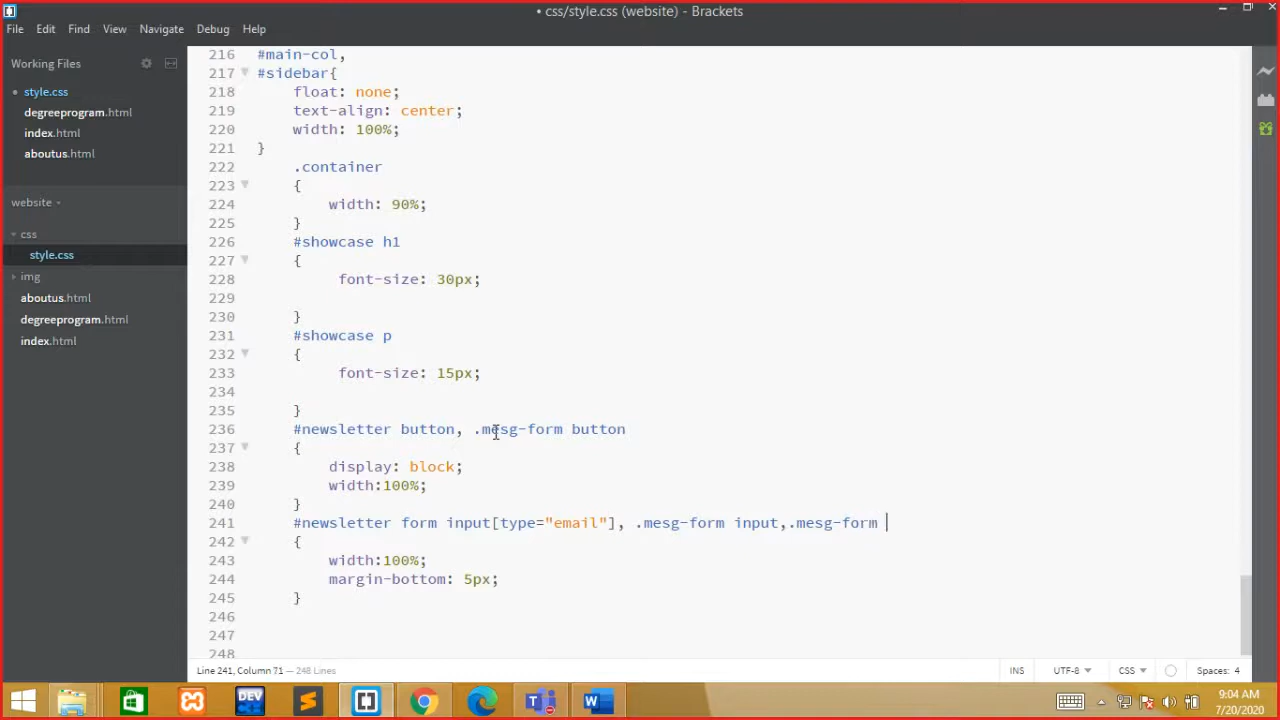 • css/style.css (website) - Brackets
File Edit Find View Navigate Debug Help
Working Files
style.css
degreeprogram.html
index.html
aboutus.html
website
css
style.css
img
aboutus.html
degreeprogram.html
index.html
216 #main-col,
217 #sidebar{
218 float: none;
219 text-align: center;
220 width: 100%;
221 }
222 .container
223 {
224 width: 90%;
225 }
226 #showcase h1
227 {
228 font-size: 30px;
229
230 }
231 #showcase p
232 {
233 font-size: 15px;
234
235 }
236 #newsletter button, .mesg-form button
237 {
238 display: block;
239 width:100%;
240 }
241 #newsletter form input[type="email"], .mesg-form input,.mesg-form
242 {
243 width:100%;
244 margin-bottom: 5px;
245 }
246
247
248
Line 241, Column 71 — 248 Lines
INS UTF-8 CSS Spaces: 4
DEV
9:04 AM
7/20/2020